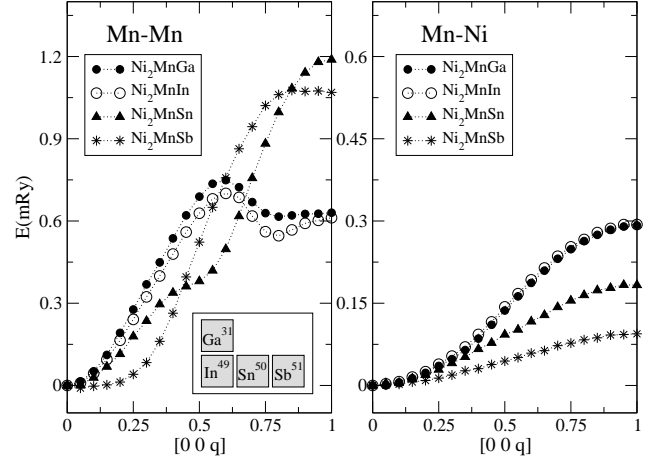 Mn-Mn
Ni₂MnGa
Ni₂MnIn
Ni₂MnSn
Ni₂MnSb
1.2
0.9
0.6
0.3
0
E(mRy)
Ga³¹
In⁴⁹ Sn⁵⁰ Sb⁵¹
0 0.25 0.5 0.75 1
[0 0 q]
Mn-Ni
Ni₂MnGa
Ni₂MnIn
Ni₂MnSn
Ni₂MnSb
0.6
0.45
0.3
0.15
0
0 0.25 0.5 0.75 1
[0 0 q]